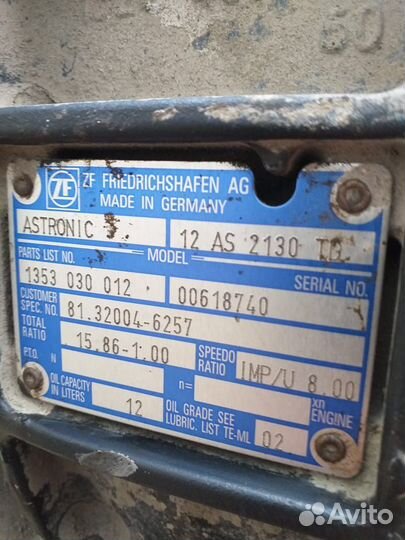 ZF ZF FRIEDRICHSHAFEN AG
MADE IN GERMANY
ASTRONIC 12 AS 2130 TD
PARTS LIST NO. MODEL
1353 030 012 00618740 SERIAL NO.
CUSTOMER SPEC. NO. 81.32004-6257
TOTAL RATIO 15.86-1.00 SPEEDO RATIO IMP/U 8.00
P.T.O. N n= xn ENGINE
OIL CAPACITY IN LITERS 12 OIL GRADE SEE LUBRIC. LIST TE-ML 02
Avito